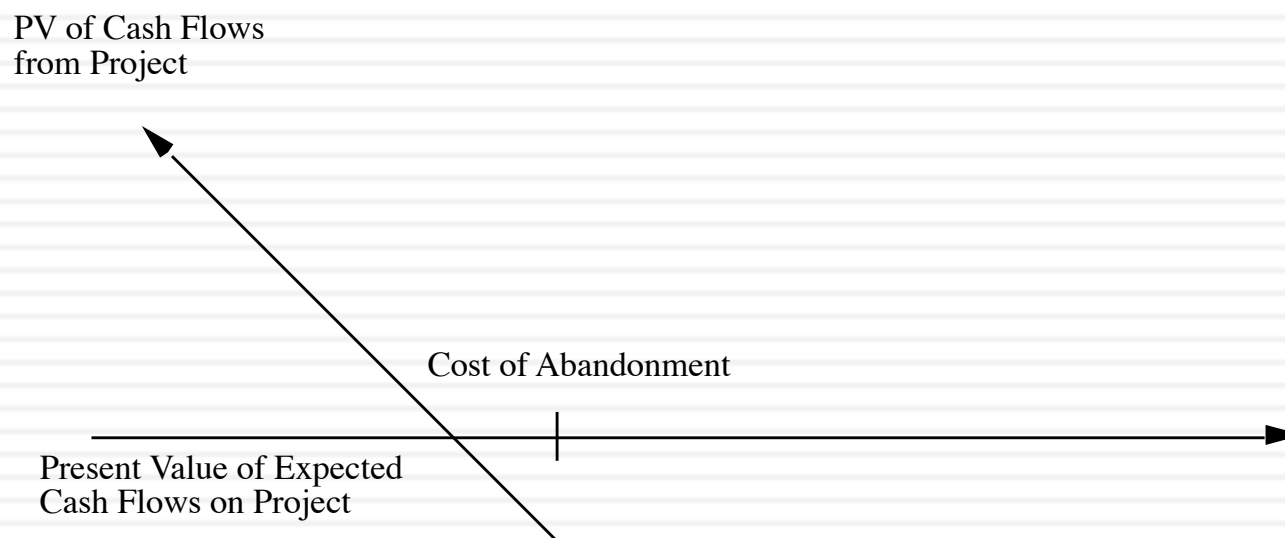 PV of Cash Flows
from Project
Cost of Abandonment
Present Value of Expected
Cash Flows on Project